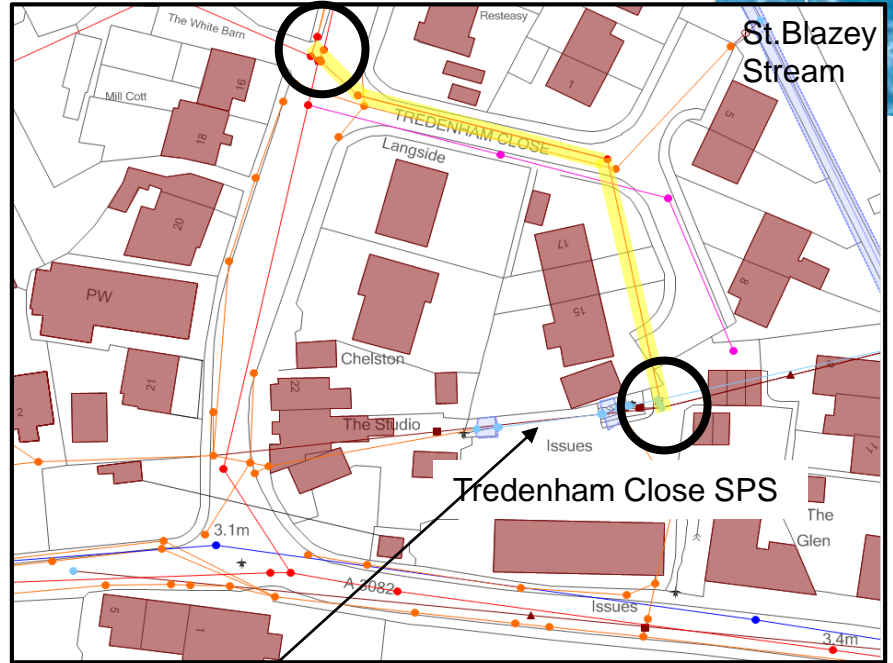 The White Barn
Resteasy
St.Blazey
Stream
16
1
Mill Cott
18
5
TREDENHAM CLOSE
Langside
20
17
8
PW
15
Chelston
21
22
2
The Studio
Issues
11
Tredenham Close SPS
The
Glen
3.1m
A 3082
Issues
5
1
3.4m